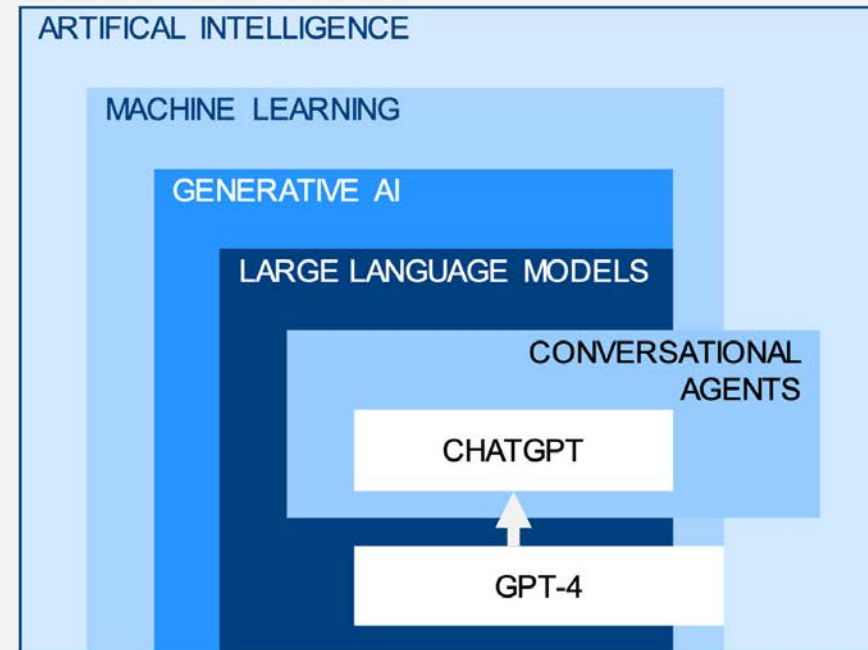 ARTIFICAL INTELLIGENCE
MACHINE LEARNING
GENERATIVE AI
LARGE LANGUAGE MODELS
CONVERSATIONAL
AGENTS
CHATGPT
GPT-4